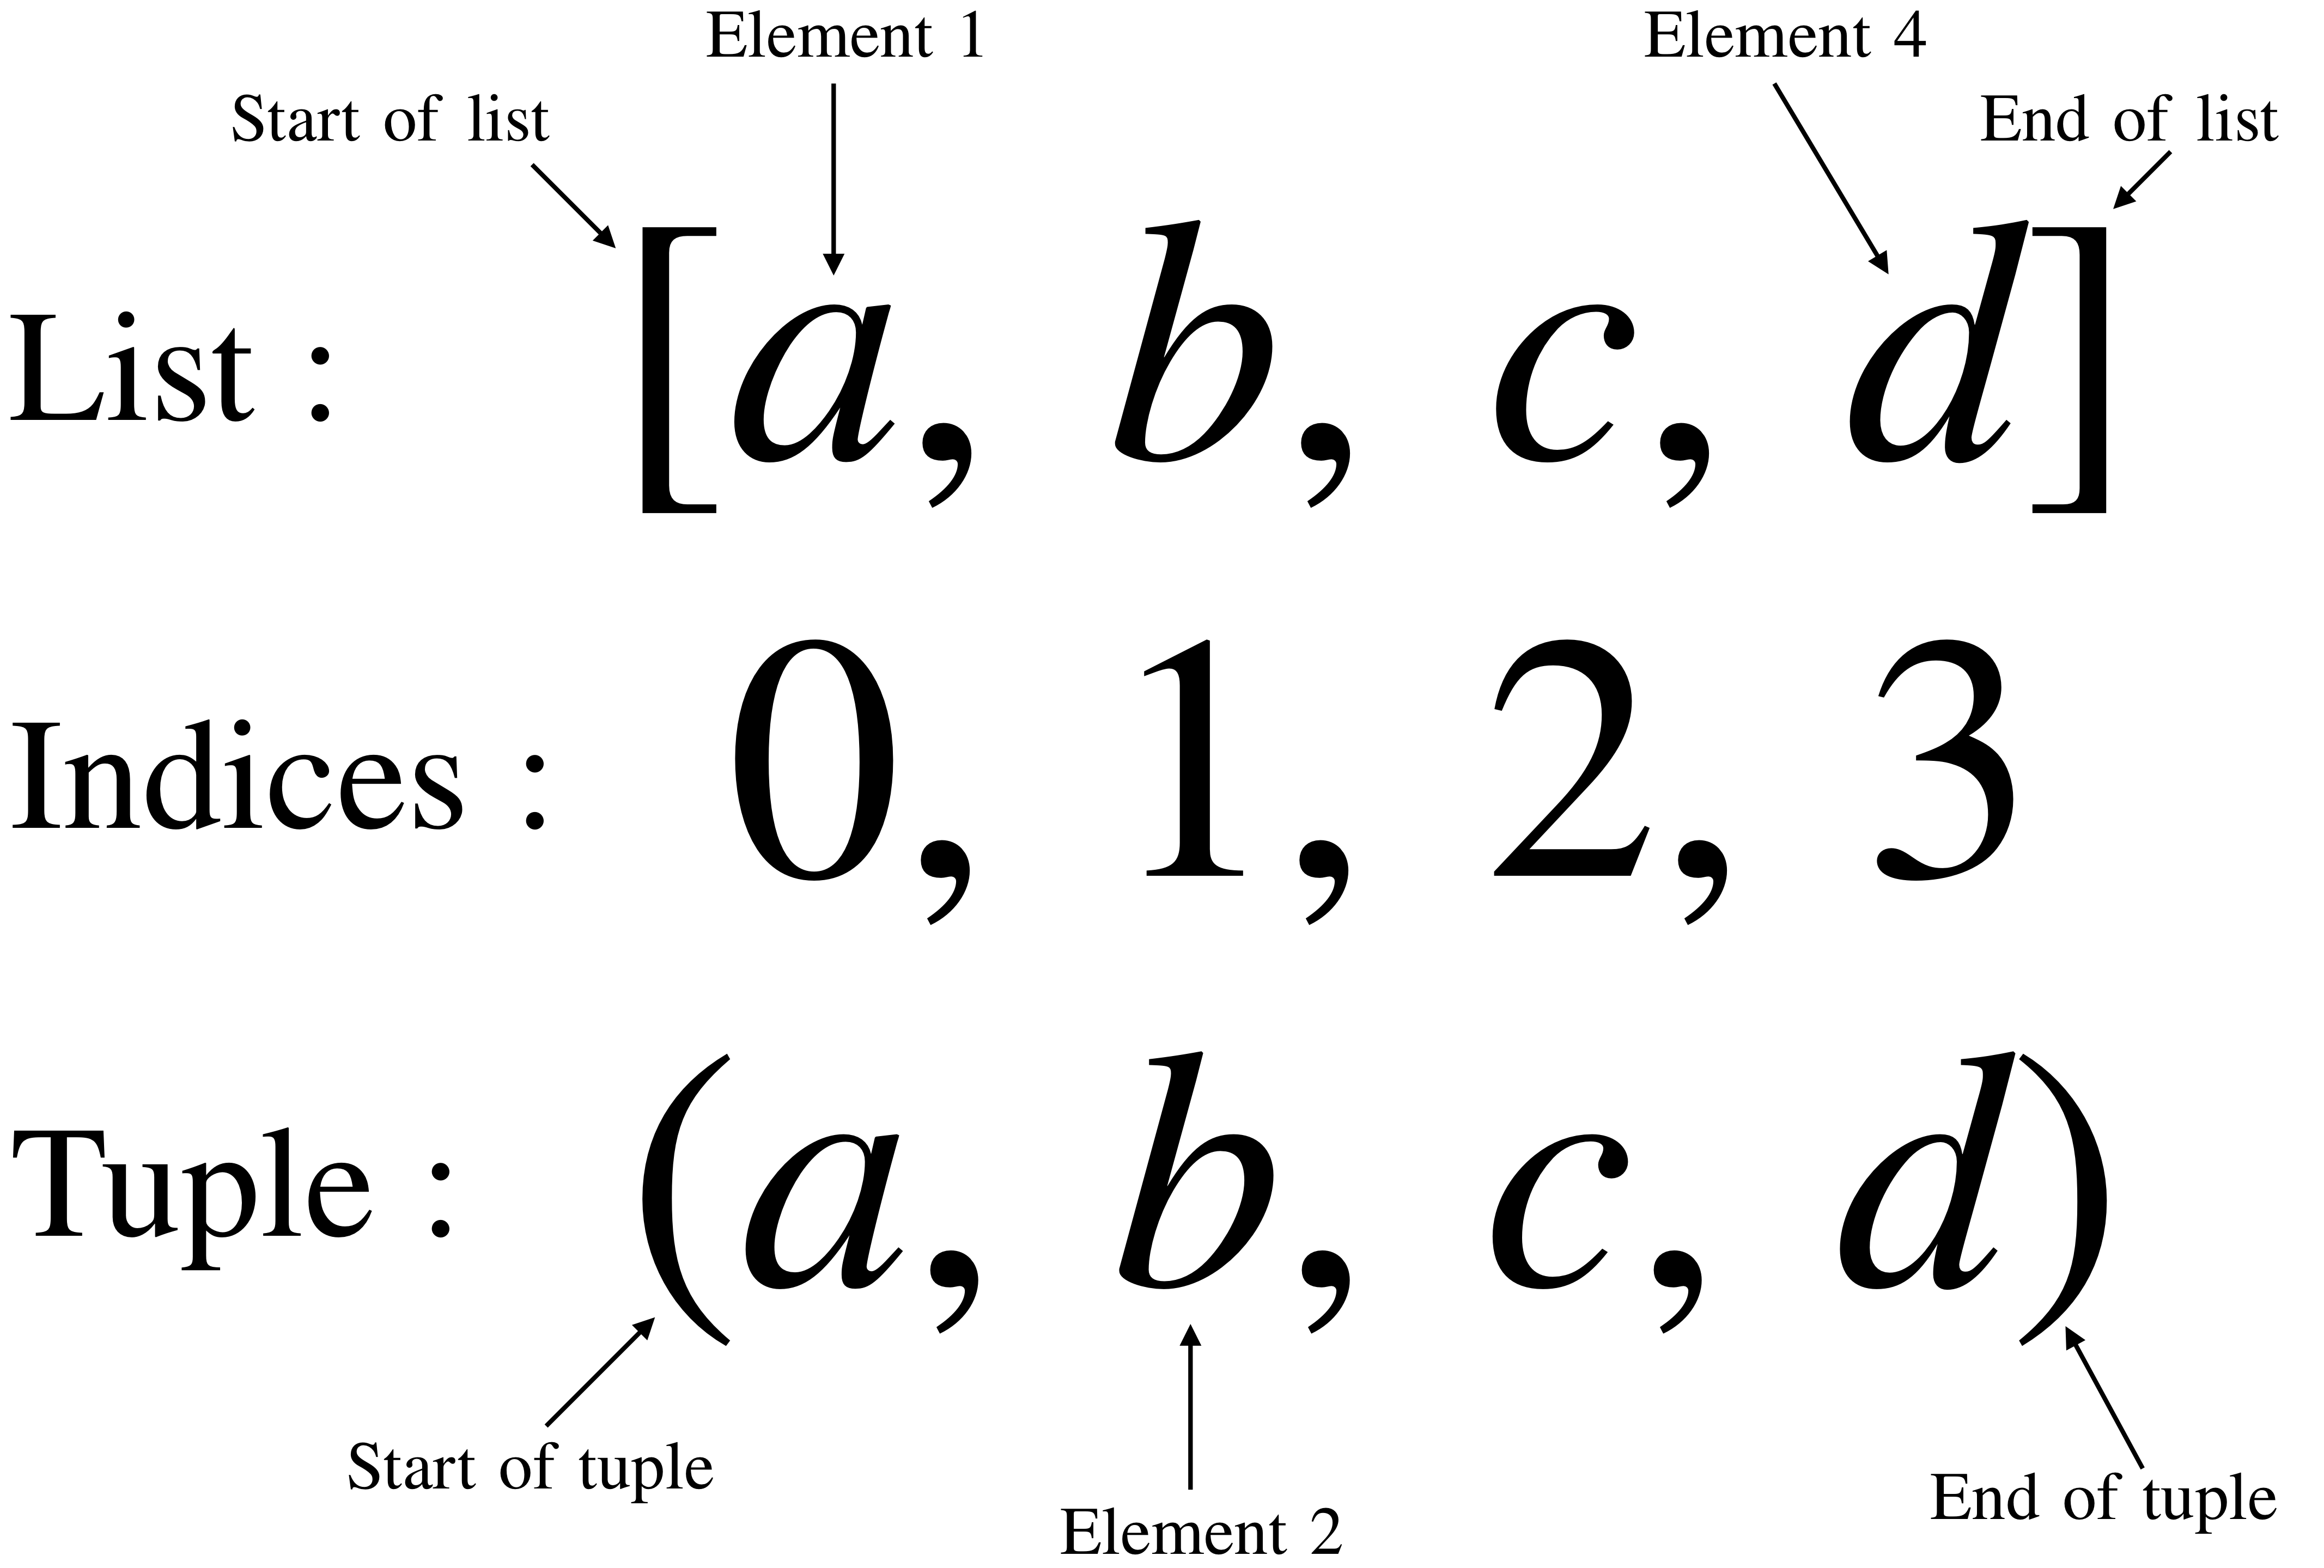 Element 1 Element 4
Start of list End of list
List : [a, b, c, d]
Indices : 0, 1, 2, 3
Tuple : (a, b, c, d)
Start of tuple End of tuple
Element 2